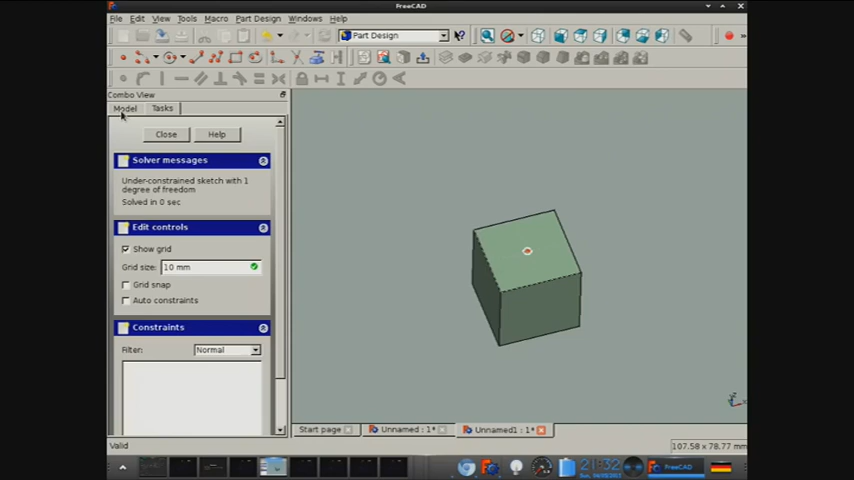 FreeCAD
File Edit View Tools Macro Part Design Windows Help
Part Design
Combo View
Model Tasks
Close Help
Solver messages
Under-constrained sketch with 1
degree of freedom
Solved in 0 sec
Edit controls
Show grid
Grid size: 10 mm
Grid snap
Auto constraints
Constraints
Filter: Normal
Start page Unnamed : 1* Unnamed1 : 1*
Valid 107.58 x 78.77 mm
21:32 FreeCAD